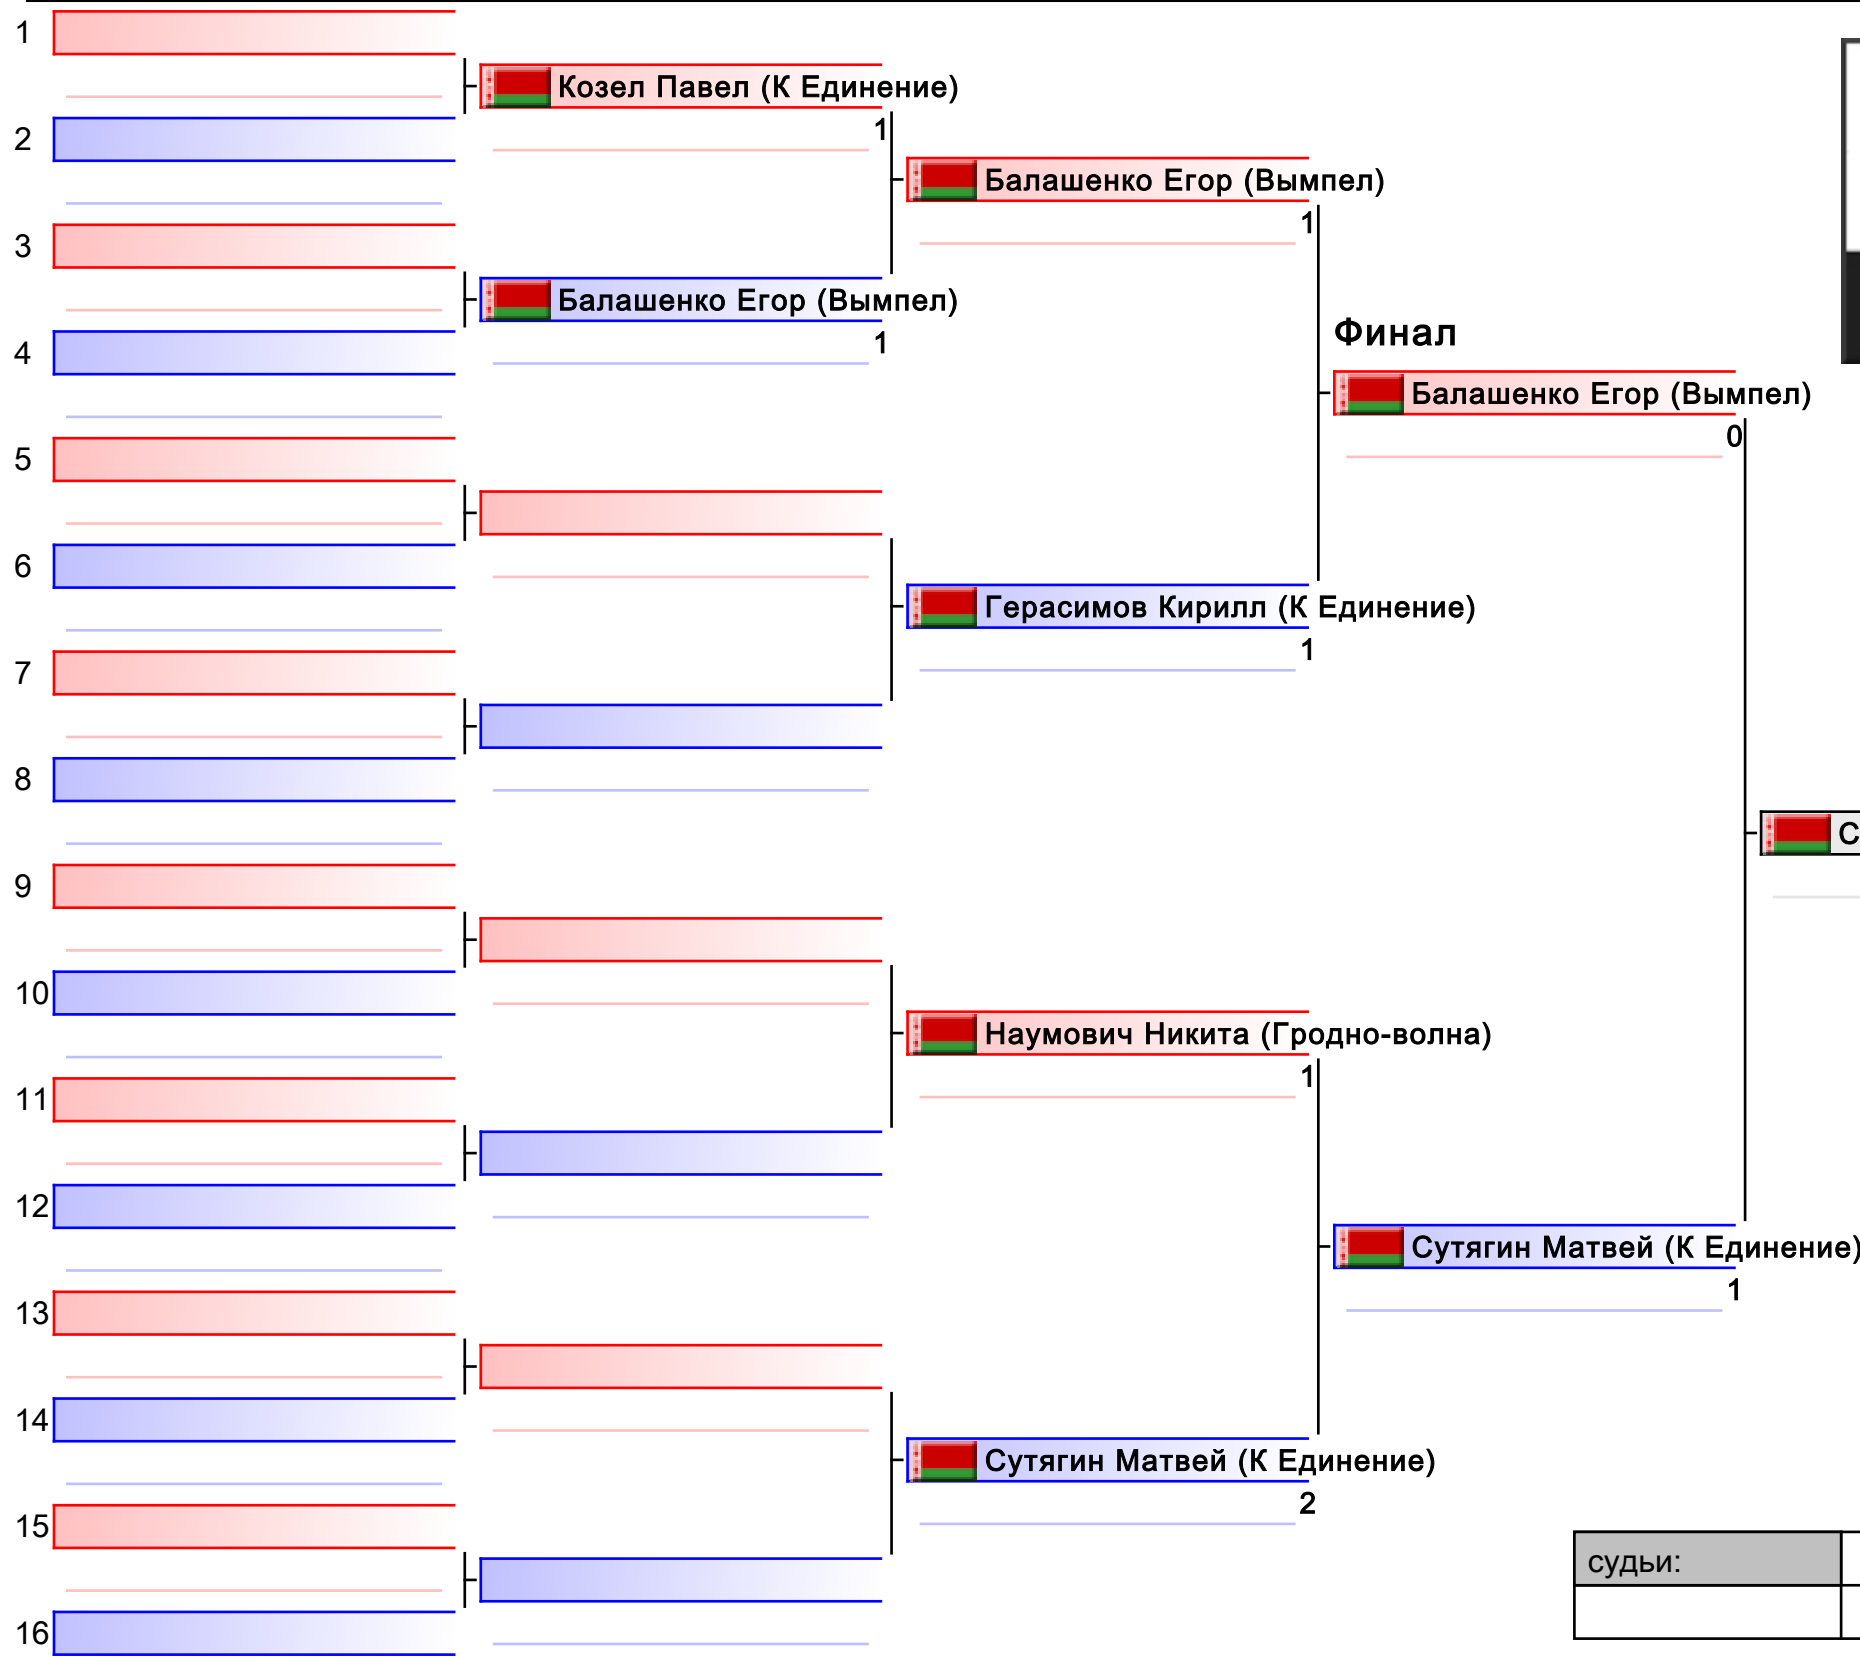 1
Козел Павел (К Единение)
1
2
Балашенко Егор (Вымпел)
1
3
Балашенко Егор (Вымпел)
1
4
Финал
Балашенко Егор (Вымпел)
0
5
6
Герасимов Кирилл (К Единение)
1
7
8
С
9
10
Наумович Никита (Гродно-волна)
1
11
12
Сутягин Матвей (К Единение)
1
13
14
Сутягин Матвей (К Единение)
2
15
судьи:
16